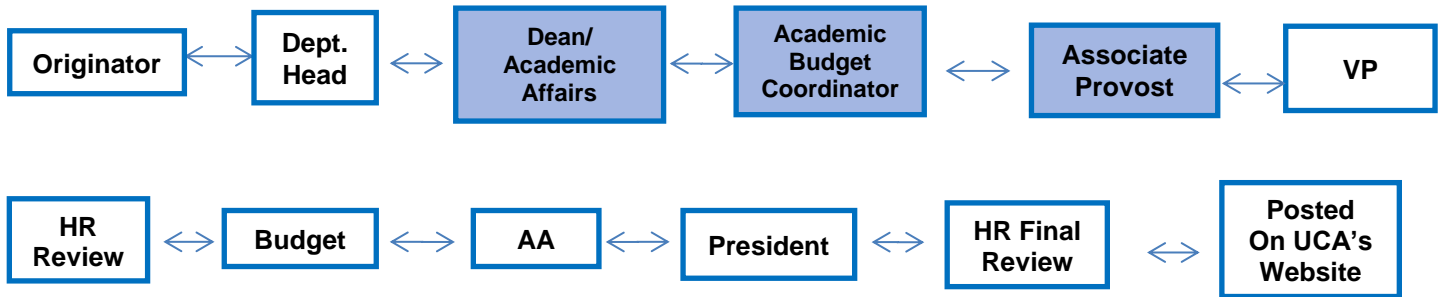 Originator
Dept.
Head
Dean/
Academic
Affairs
Academic
Budget
Coordinator
Associate
Provost
VP
HR
Review
Budget
AA
President
HR Final
Review
Posted
On UCA's
Website